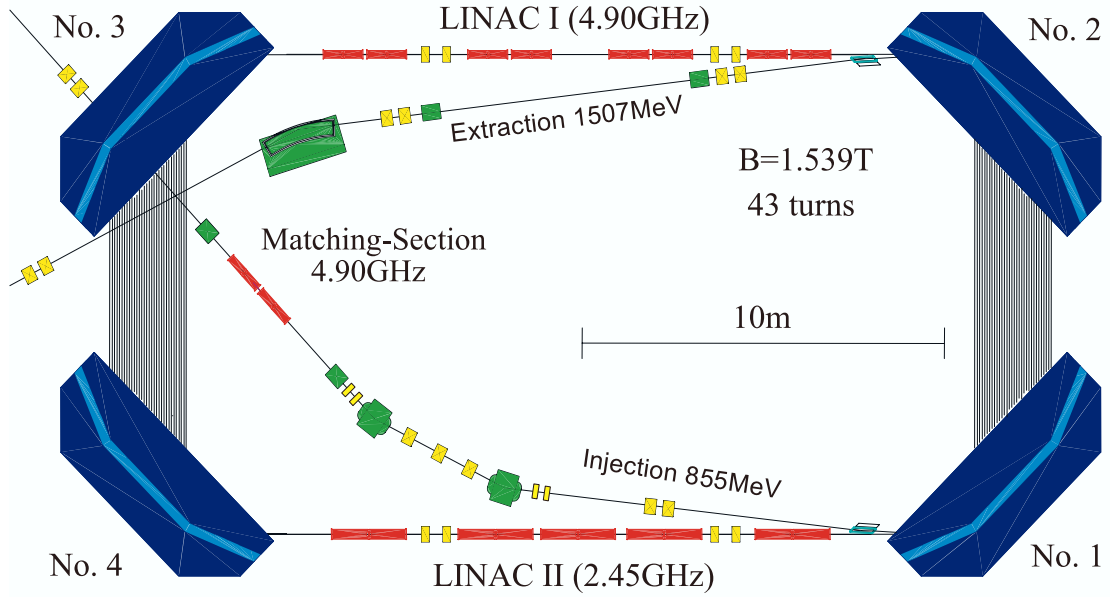 No. 3
LINAC I (4.90GHz)
No. 2
Extraction 1507MeV
B=1.539T
43 turns
Matching-Section
4.90GHz
10m
Injection 855MeV
No. 4
LINAC II (2.45GHz)
No. 1